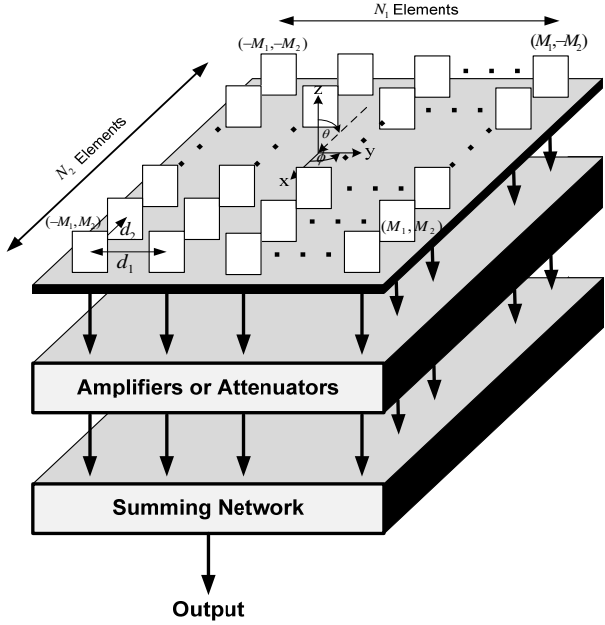 N₁ Elements
(−M₁,−M₂)
(M₁,−M₂)
z
N₂ Elements
θ
ϕ
y
x
(−M₁,M₂)
d₂
(M₁,M₂)
d₁
Amplifiers or Attenuators
Summing Network
Output